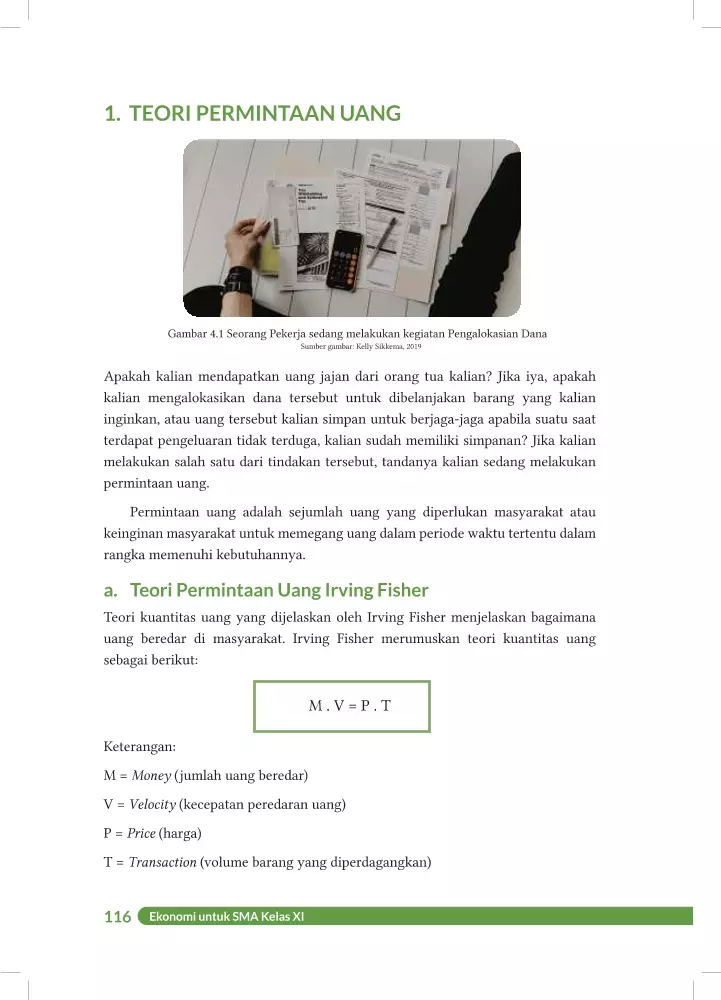 1. TEORI PERMINTAAN UANG
Gambar 4.1 Seorang Pekerja sedang melakukan kegiatan Pengalokasian Dana
Sumber gambar: Kelly Sikkema, 2019
Apakah kalian mendapatkan uang jajan dari orang tua kalian? Jika iya, apakah
kalian mengalokasikan dana tersebut untuk dibelanjakan barang yang kalian
inginkan, atau uang tersebut kalian simpan untuk berjaga-jaga apabila suatu saat
terdapat pengeluaran tidak terduga, kalian sudah memiliki simpanan? Jika kalian
melakukan salah satu dari tindakan tersebut, tandanya kalian sedang melakukan
permintaan uang.
Permintaan uang adalah sejumlah uang yang diperlukan masyarakat atau
keinginan masyarakat untuk memegang uang dalam periode waktu tertentu dalam
rangka memenuhi kebutuhannya.
a. Teori Permintaan Uang Irving Fisher
Teori kuantitas uang yang dijelaskan oleh Irving Fisher menjelaskan bagaimana
uang beredar di masyarakat. Irving Fisher merumuskan teori kuantitas uang
sebagai berikut:
M . V = P . T
Keterangan:
M = Money (jumlah uang beredar)
V = Velocity (kecepatan peredaran uang)
P = Price (harga)
T = Transaction (volume barang yang diperdagangkan)
116 Ekonomi untuk SMA Kelas XI